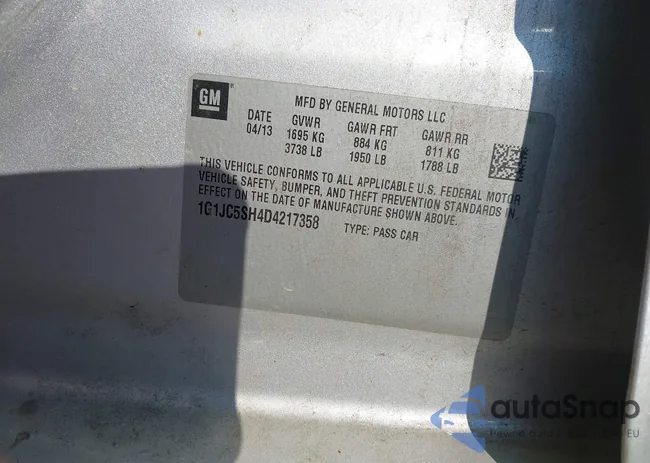 GM
MFD BY GENERAL MOTORS LLC
DATE GVWR GAWR FRT GAWR RR
04/13 1695 KG 884 KG 811 KG
3738 LB 1950 LB 1788 LB
THIS VEHICLE CONFORMS TO ALL APPLICABLE U.S. FEDERAL MOTOR
VEHICLE SAFETY, BUMPER, AND THEFT PREVENTION STANDARDS IN
EFFECT ON THE DATE OF MANUFACTURE SHOWN ABOVE.
1G1JC5SH4D4217358 TYPE: PASS CAR
autoSnap